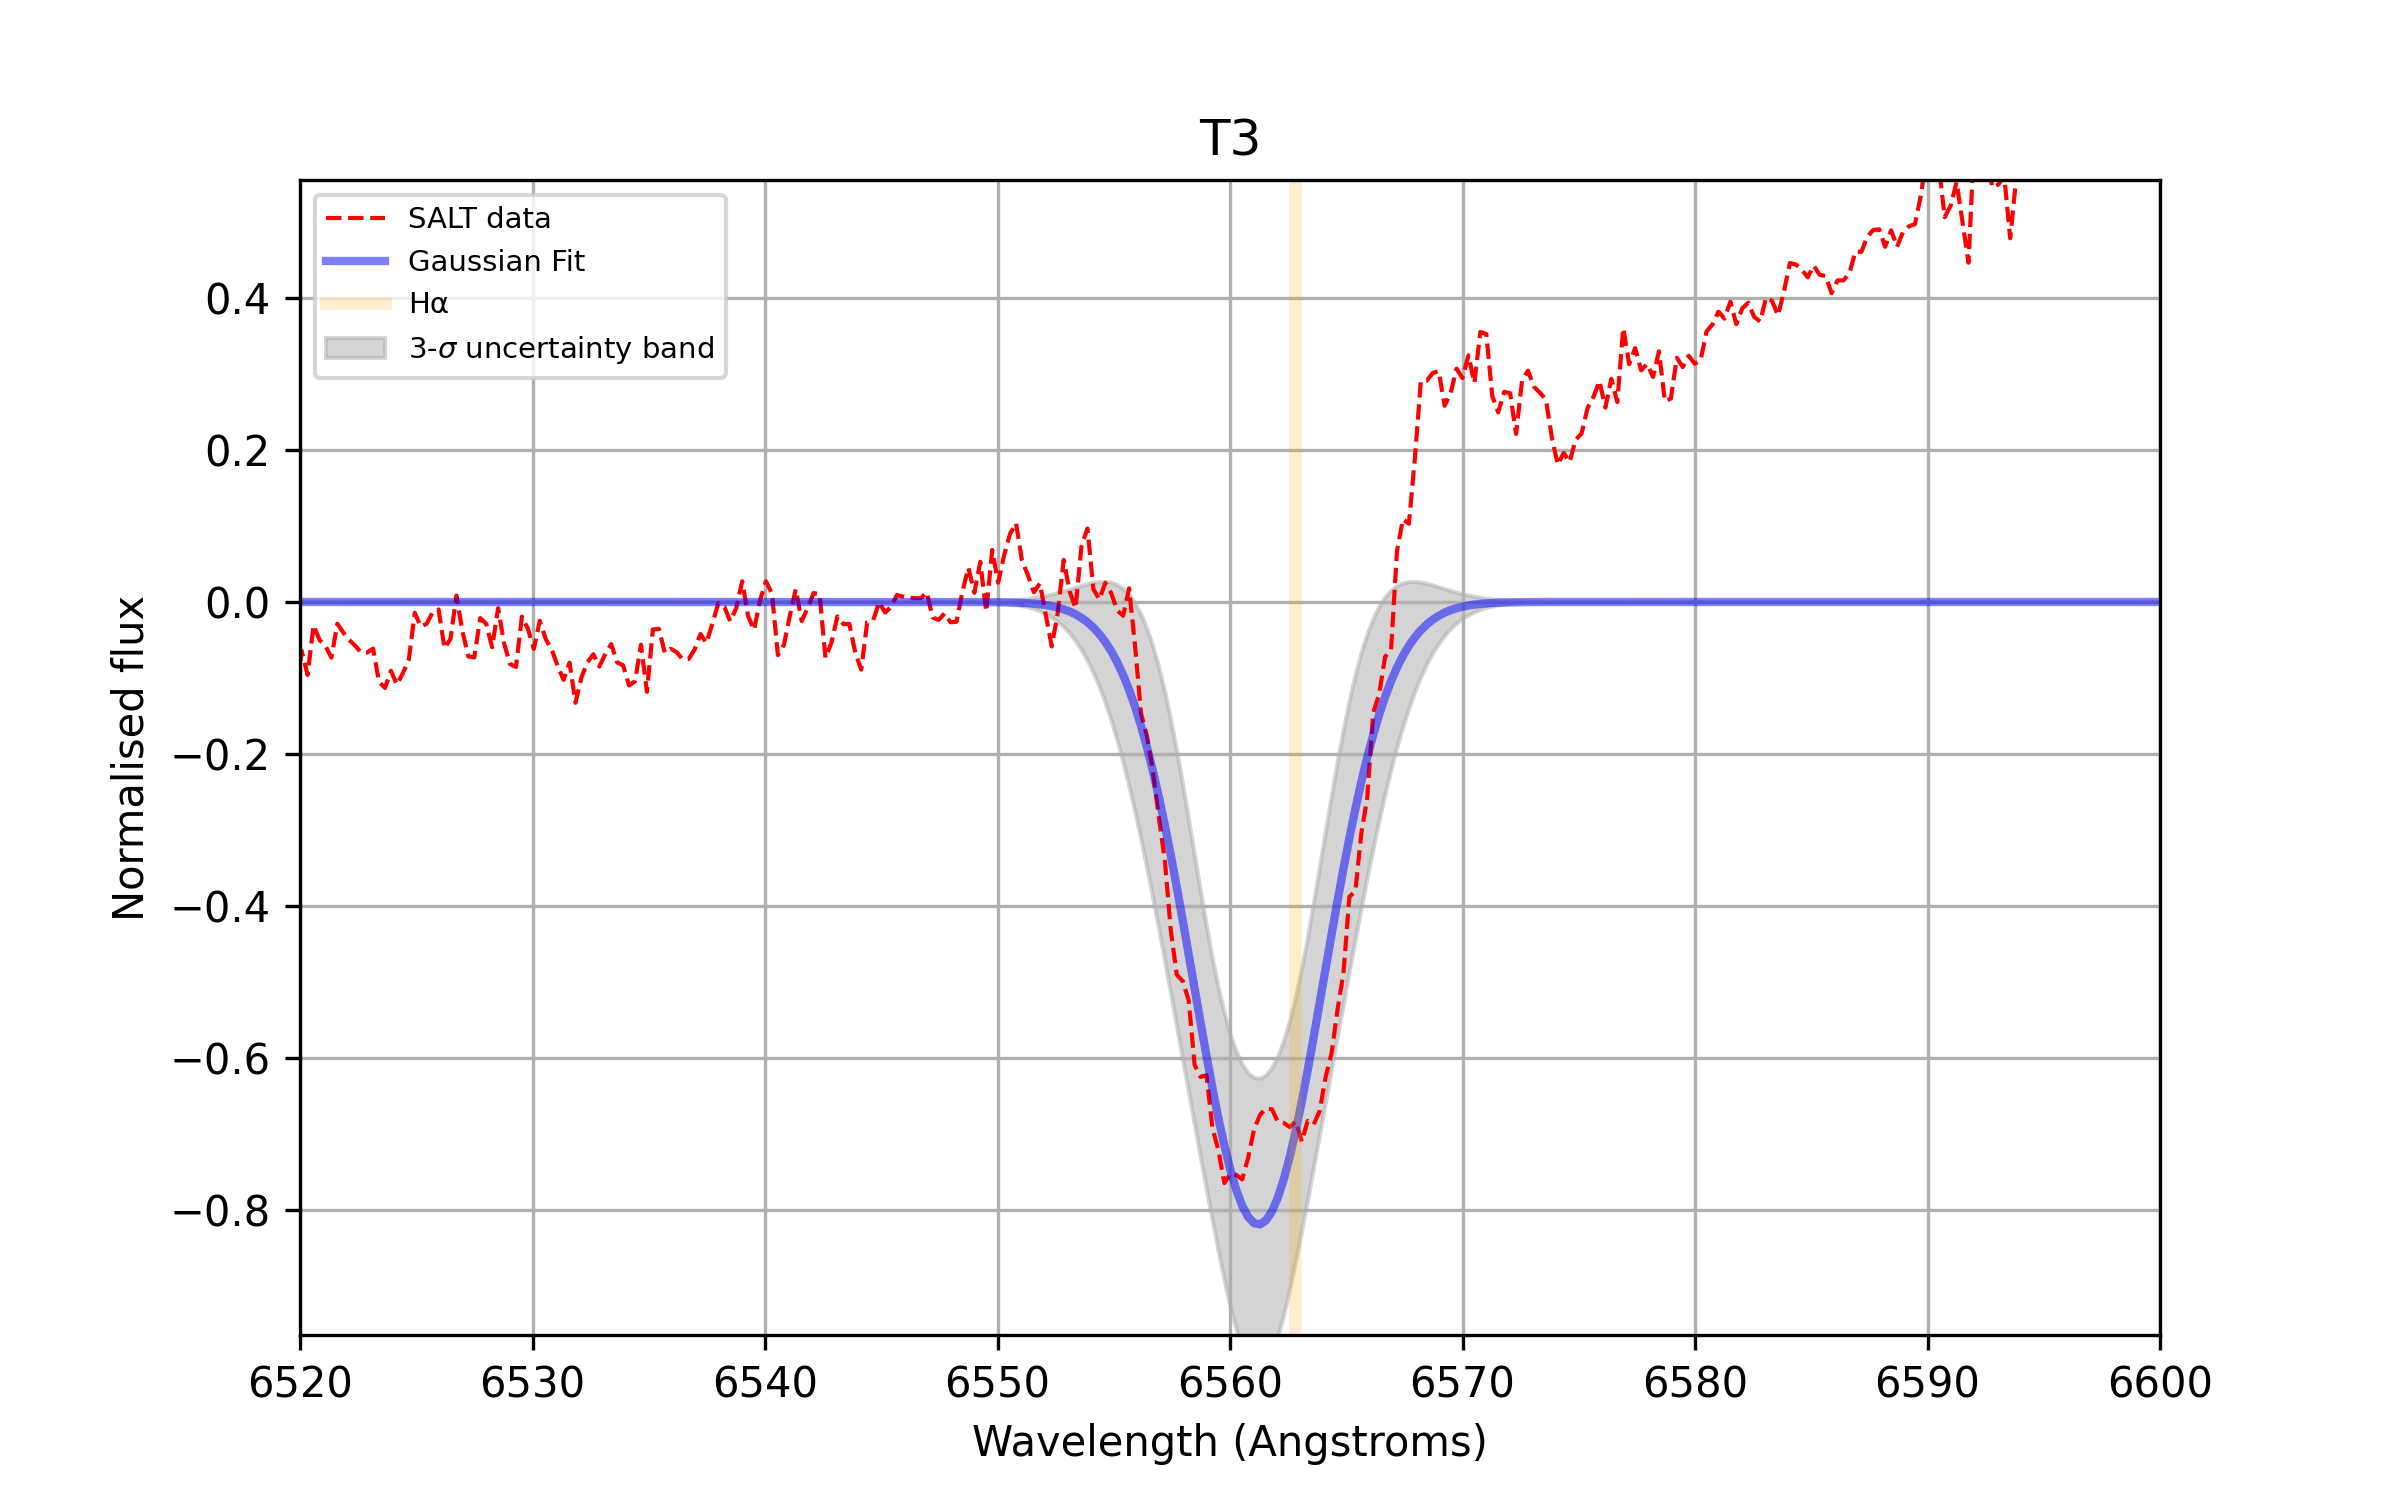 T3
SALT data
Gaussian Fit
Hα
3-σ uncertainty band
Normalised flux
0.4
0.2
0.0
−0.2
−0.4
−0.6
−0.8
6520 6530 6540 6550 6560 6570 6580 6590 6600
Wavelength (Angstroms)